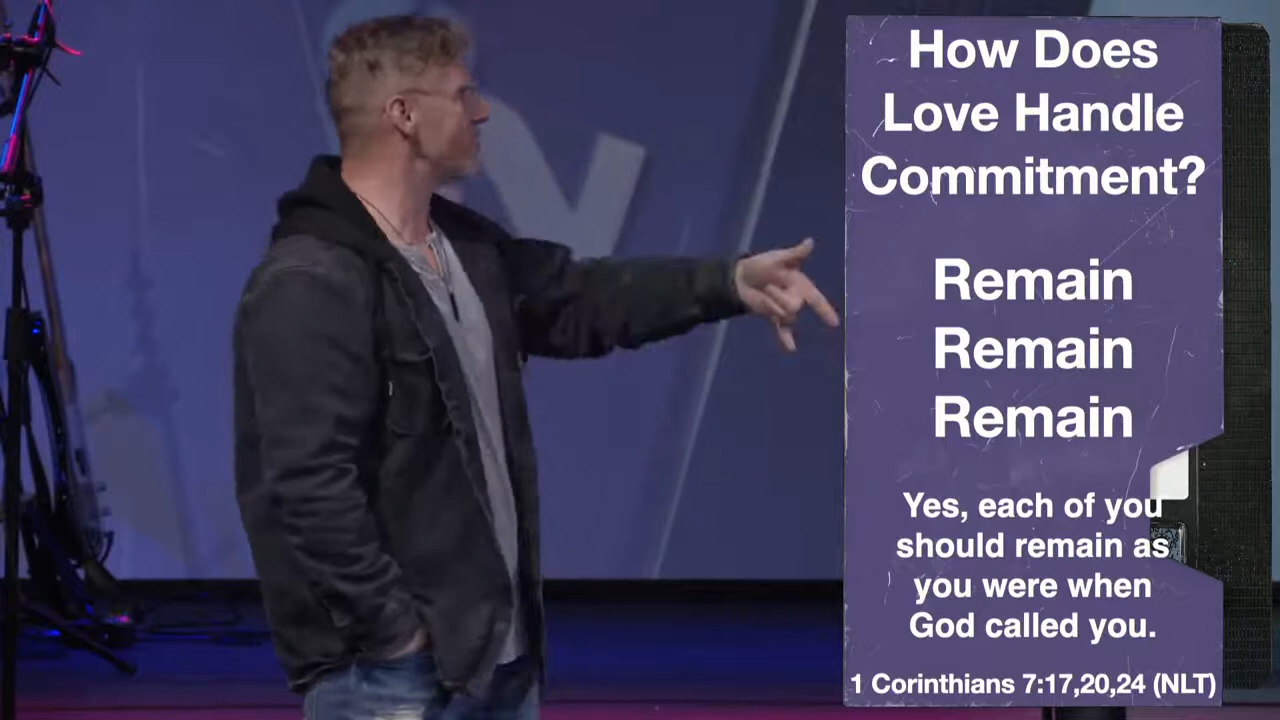 How Does
Love Handle
Commitment?
Remain
Remain
Remain
Yes, each of you
should remain as
you were when
God called you.
1 Corinthians 7:17,20,24 (NLT)